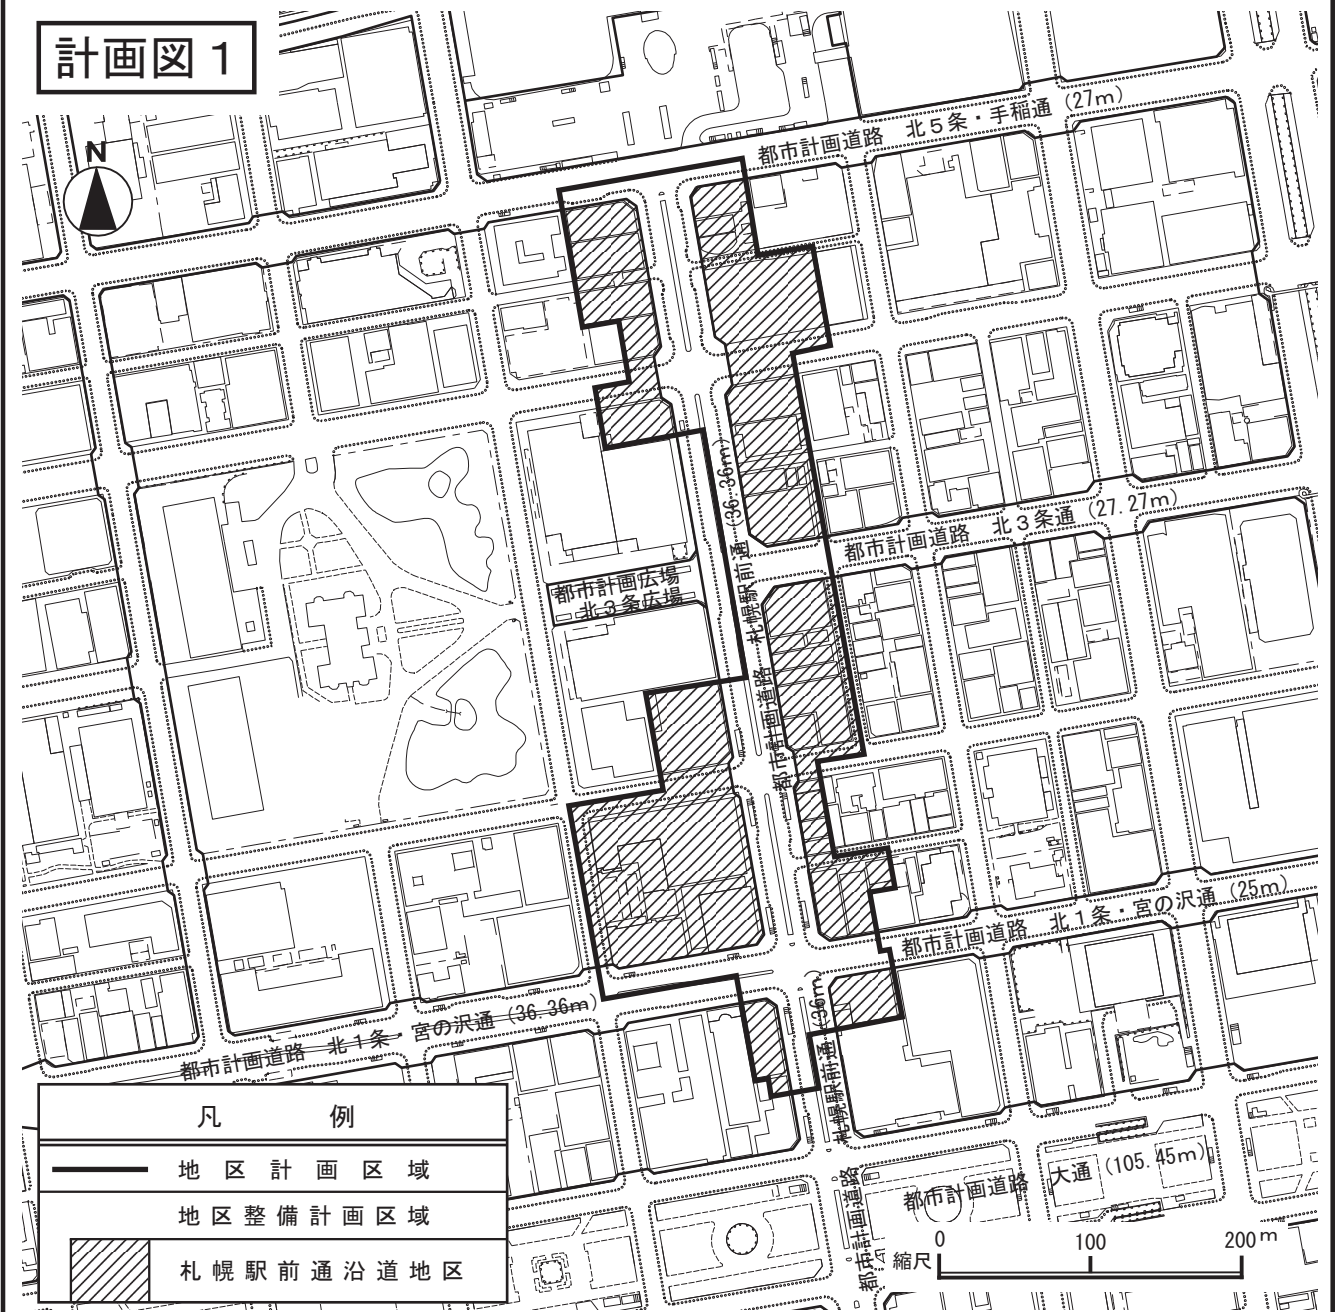 計画図１
N
都市計画道路　北５条・手稲通（27m）
都市計画道路　札幌駅前通（36.36m）
都市計画道路　北３条通（27.27m）
都市計画広場
北３条広場
都市計画道路　北１条・宮の沢通（25m）
都市計画道路　北１条・宮の沢通（36.36m）
都市計画道路　札幌駅前通（36m）
都市計画道路　大通（105.45m）
凡　例
地区計画区域
地区整備計画区域
札幌駅前通沿道地区
縮尺 0 100 200m